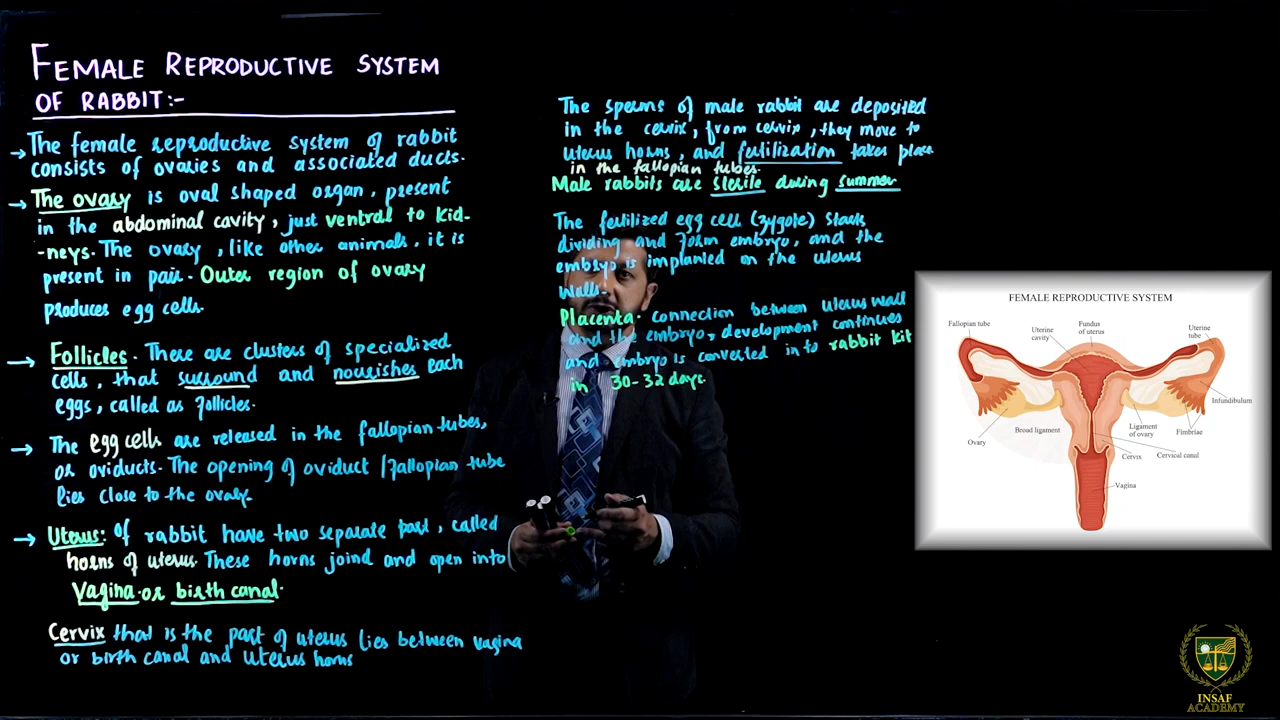 FEMALE REPRODUCTIVE SYSTEM
OF RABBIT:-
→ The female reproductive system of rabbit
consists of ovaries and associated ducts.
→ The ovary is oval shaped organ, present
in the abdominal cavity, just ventral to kid-
-neys. The ovary, like other animals, it is
present in pair. Outer region of ovary
produces egg cells.
→ Follicles. These are clusters of specialized
cells, that surround and nourishes each
eggs, called as follicles.
→ The egg cells are released in the fallopian tubes,
or oviducts. The opening of oviduct / fallopian tube
lies close to the ovary.
→ Uterus: Of rabbit have two separate part, called
horns of uterus. These horns joind and open into
Vagina or birth canal.
Cervix that is the part of uterus lies between vagina
or birth canal and uterus horns
The sperms of male rabbit are deposited
in the cervix, from cervix, they move to
uterus horns, and fertilization takes place
in the fallopian tubes.
Male rabbits are sterile during summer
The fertilized egg cell (zygote) starts
dividing and form embryo, and the
embryo is implanted on the uterus
walls.
Placenta. connection between uterus wall
and the embryo, development continues
and embryo is converted into rabbit kit
in 30-32 days.
FEMALE REPRODUCTIVE SYSTEM
Fallopian tube
Uterine cavity
Fundus of uterus
Uterine tube
Infundibulum
Ovary
Broad ligament
Ligament of ovary
Fimbriae
Cervix
Cervical canal
Vagina
INSAF
ACADEMY